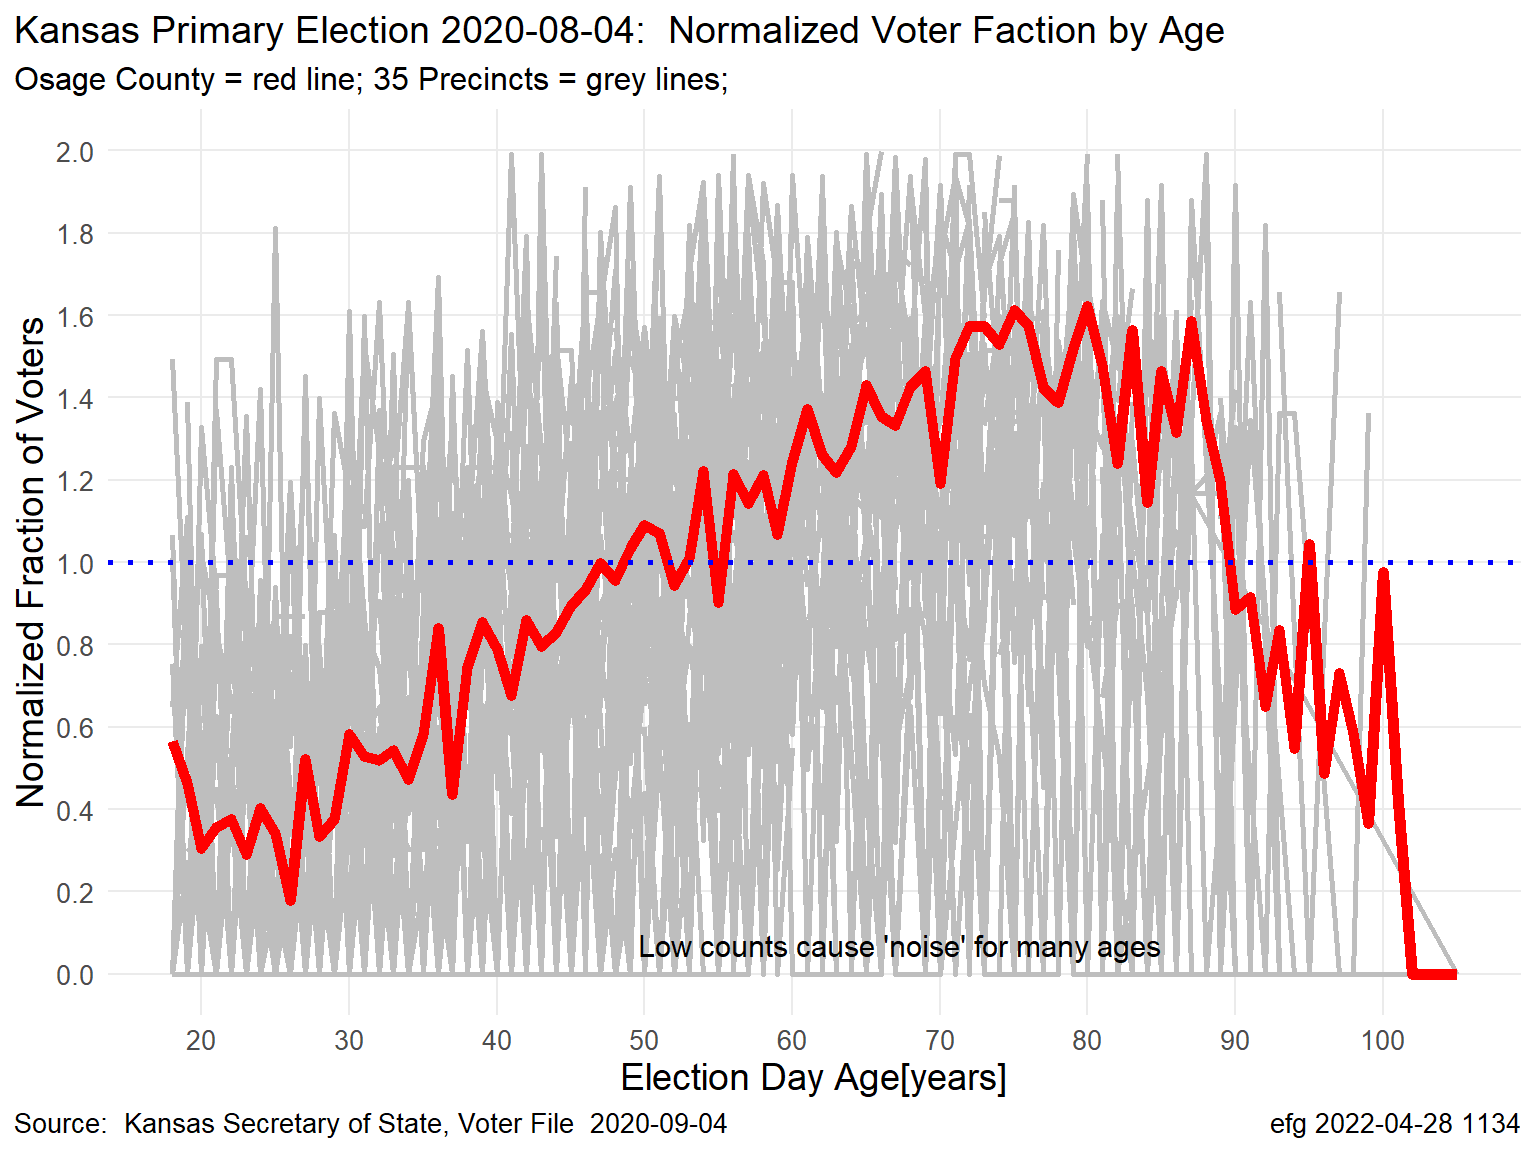 Kansas Primary Election 2020-08-04:  Normalized Voter Faction by Age
Osage County = red line; 35 Precincts = grey lines;
Normalized Fraction of Voters
2.0
1.8
1.6
1.4
1.2
1.0
0.8
0.6
0.4
0.2
0.0
Low counts cause 'noise' for many ages
20 30 40 50 60 70 80 90 100
Election Day Age[years]
Source:  Kansas Secretary of State, Voter File  2020-09-04
efg 2022-04-28 1134